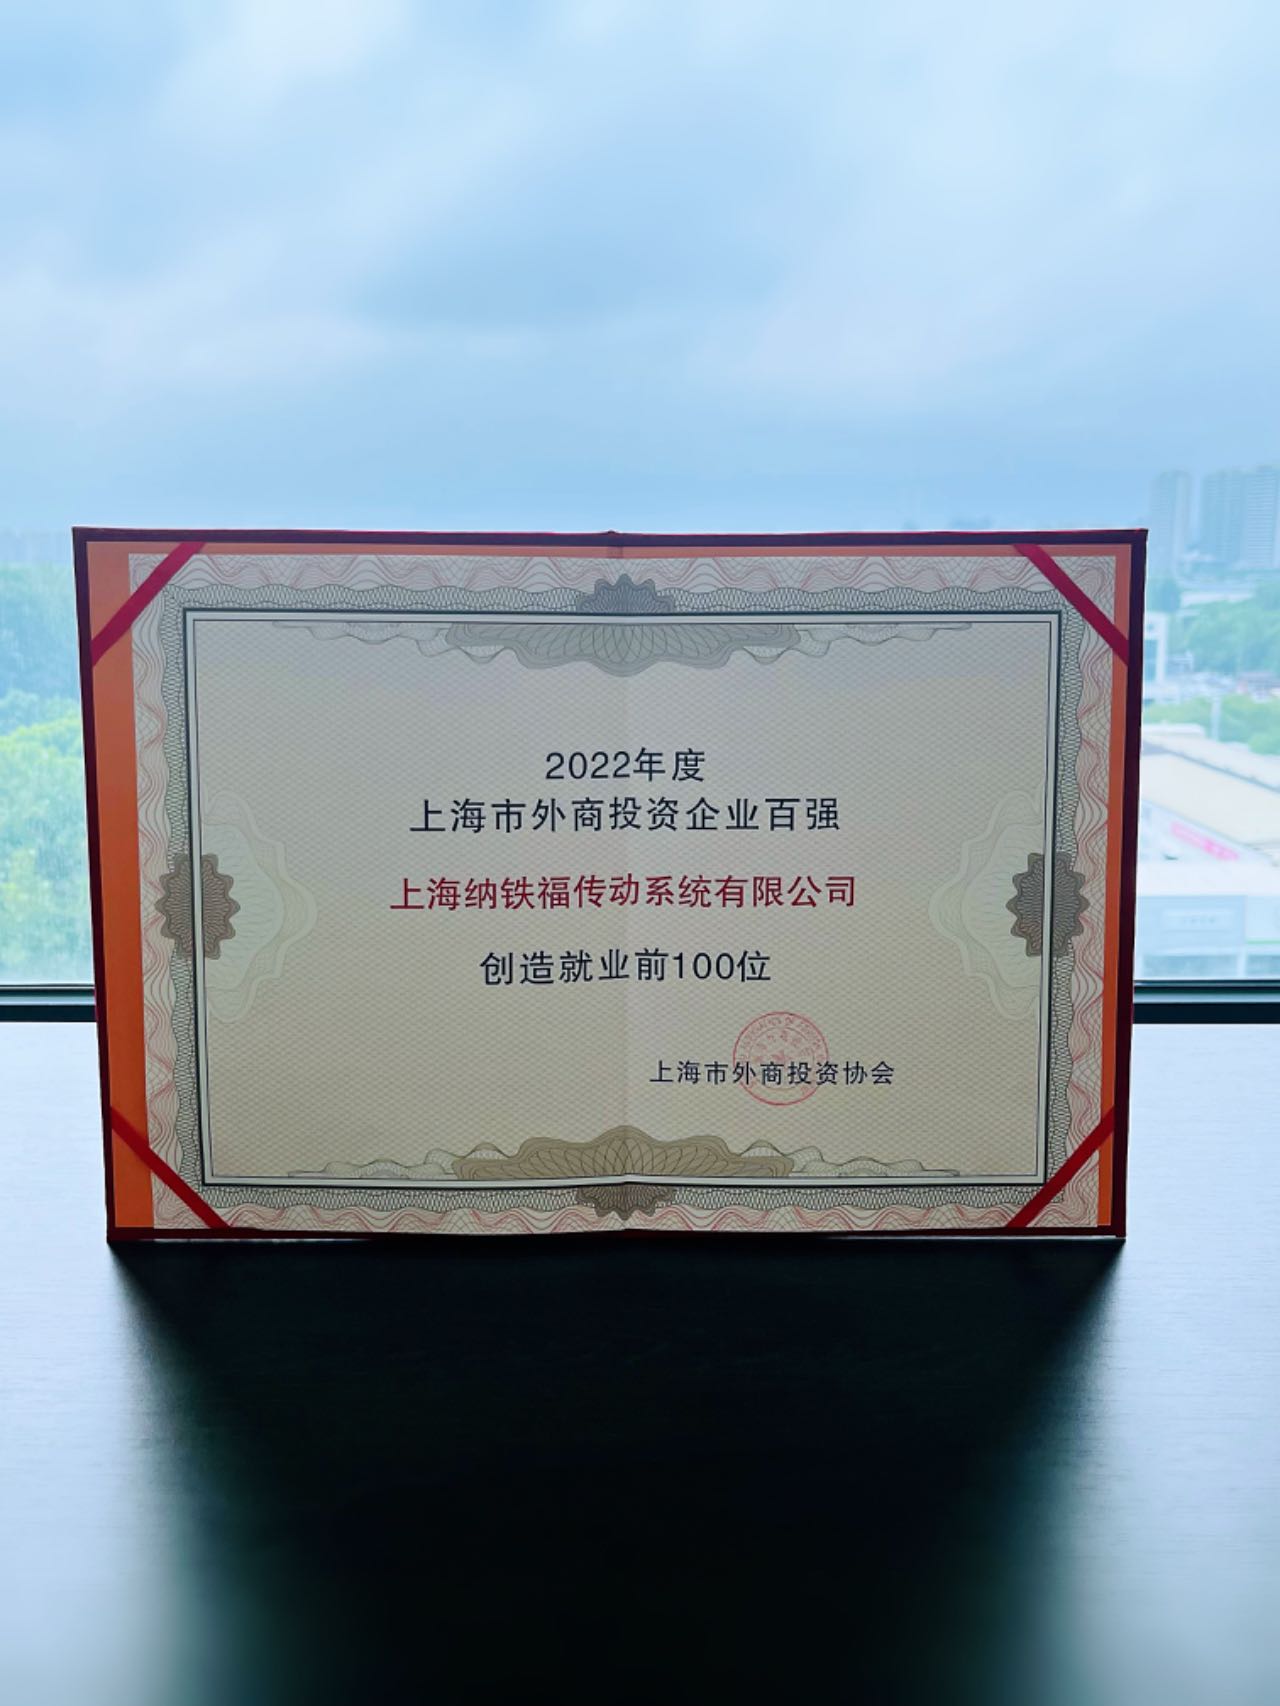 2022年度
上海市外商投资企业百强
上海纳铁福传动系统有限公司
创造就业前100位
上海市外商投资协会